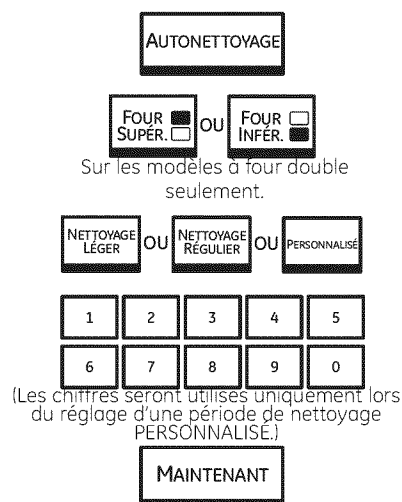 AUTONETTOYAGE
FOUR SUPÉR. OU FOUR INFÉR.
Sur les modèles à four double
seulement.
NETTOYAGE LÉGER OU NETTOYAGE RÉGULIER OU PERSONNALISÉ
1 2 3 4 5
6 7 8 9 0
(Les chiffres seront utilisés uniquement lors
du réglage d'une période de nettoyage
PERSONNALISÉ.)
MAINTENANT